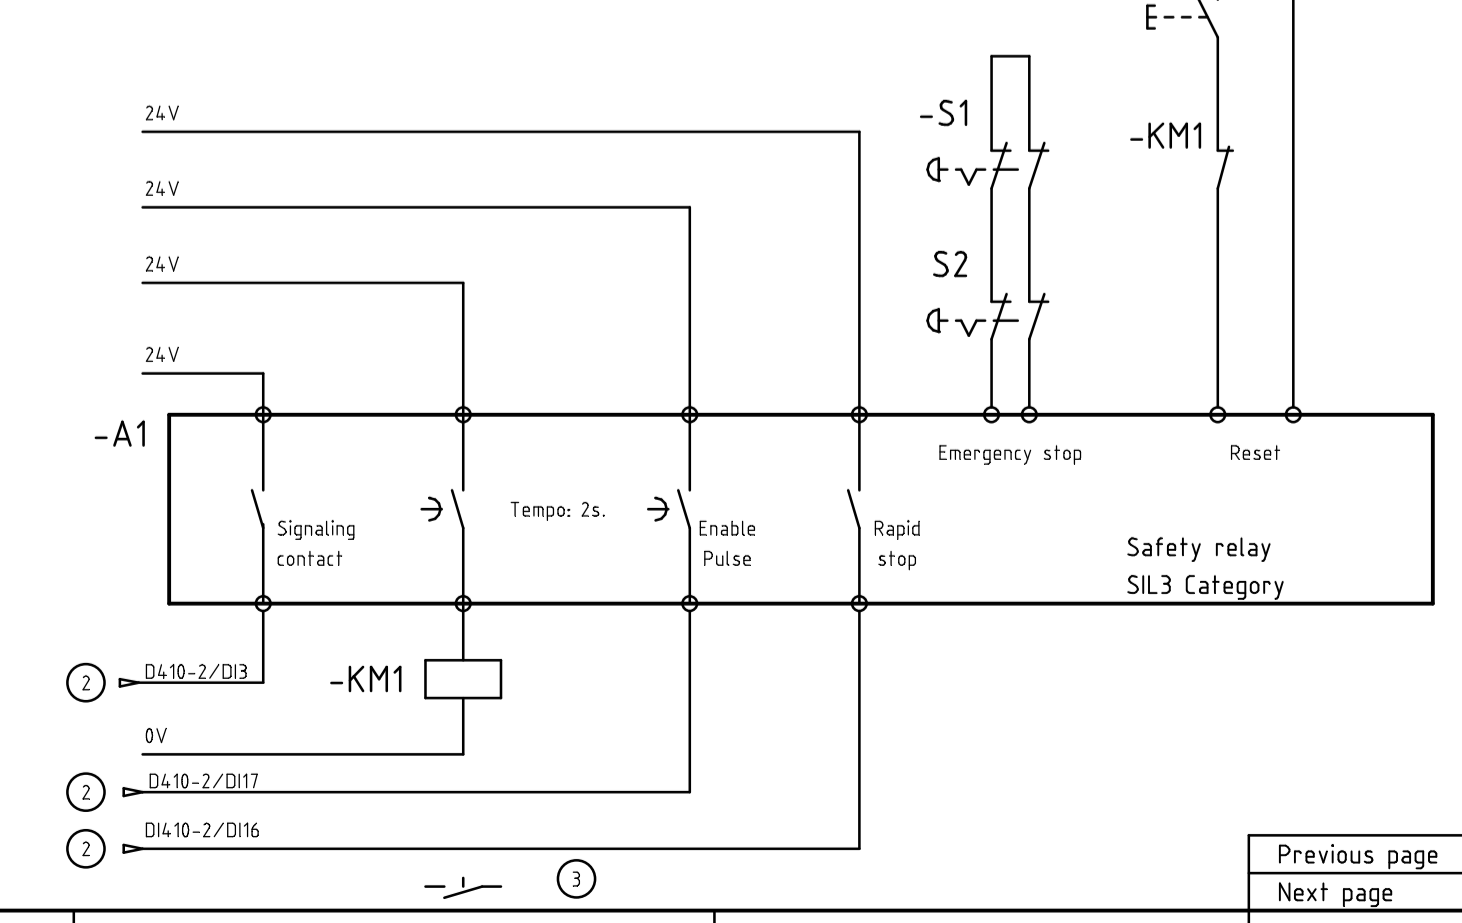 24V
-S1
-KM1
24V
24V
S2
24V
-A1
Emergency stop
Reset
Tempo: 2s.
Signaling
contact
Enable
Pulse
Rapid
stop
Safety relay
SIL3 Category
2
D410-2/DI3
-KM1
0V
2
D410-2/DI17
2
DI410-2/DI16
3
Previous page
Next page